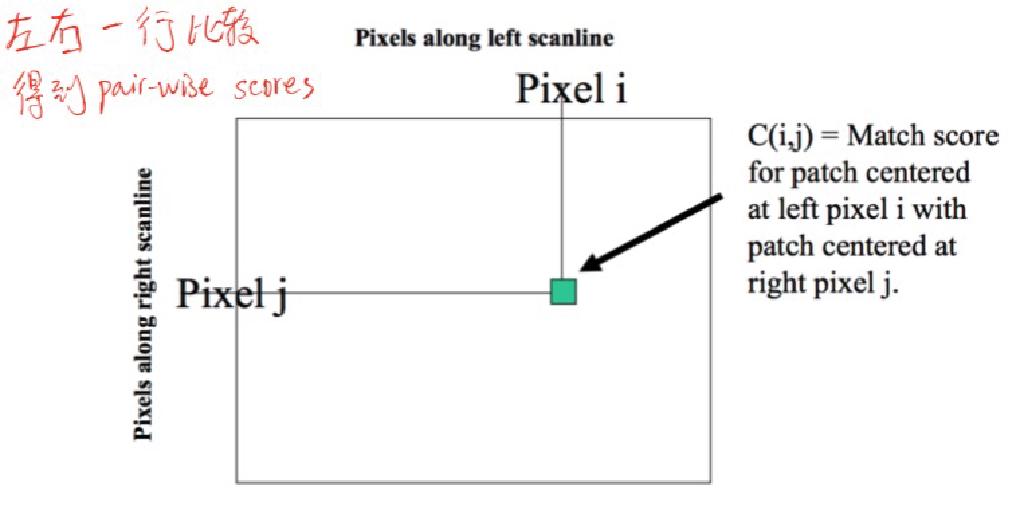 左右一行比较
得到 pair-wise scores
Pixels along left scanline
Pixel i
C(i,j) = Match score
for patch centered
at left pixel i with
patch centered at
right pixel j.
Pixels along right scanline
Pixel j